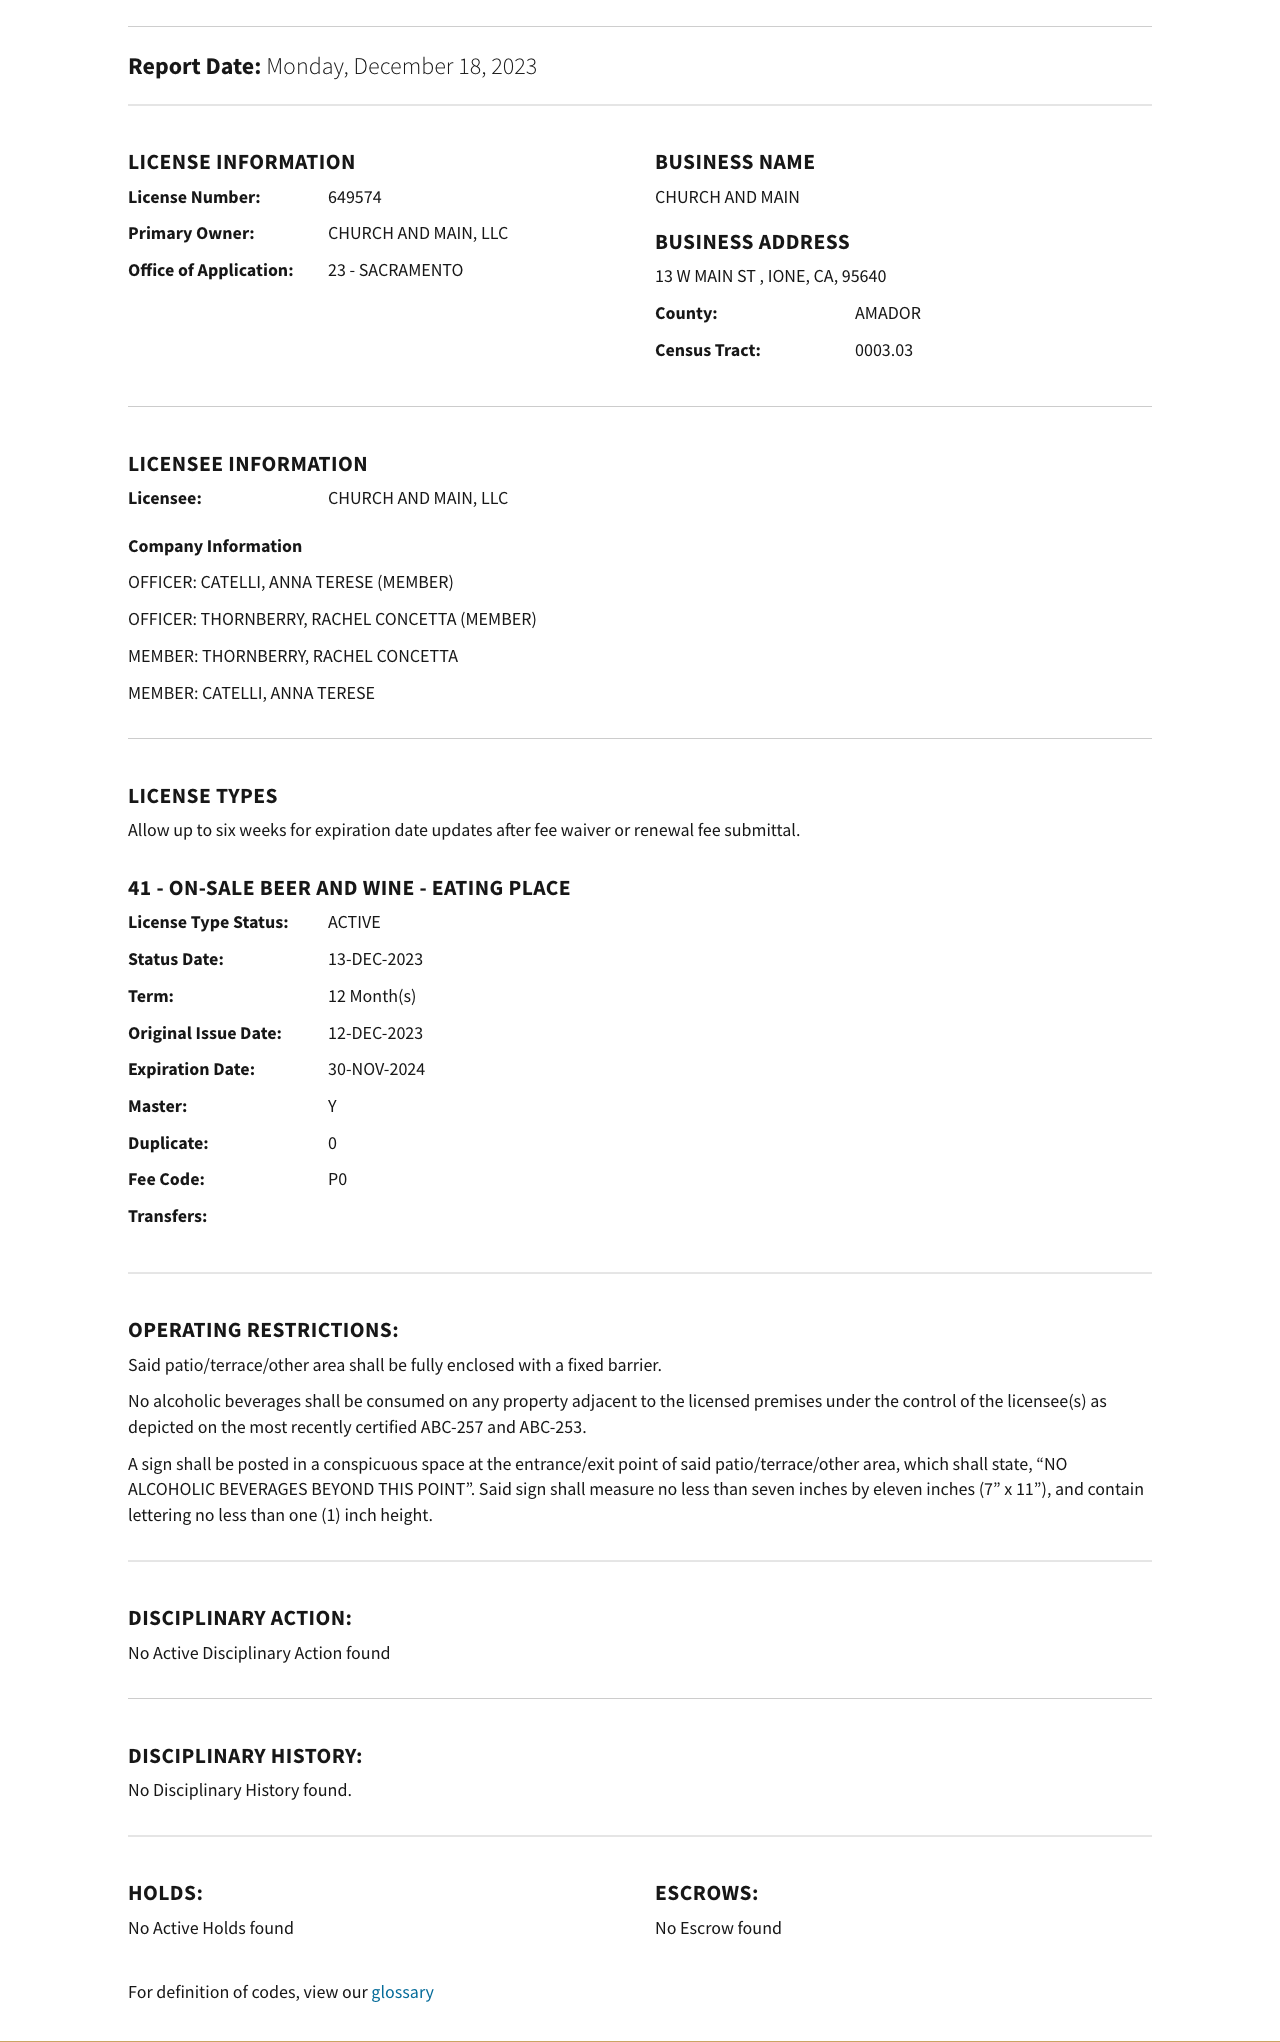 Report Date: Monday, December 18, 2023
LICENSE INFORMATION
License Number: 649574
Primary Owner: CHURCH AND MAIN, LLC
Office of Application: 23 - SACRAMENTO
BUSINESS NAME
CHURCH AND MAIN
BUSINESS ADDRESS
13 W MAIN ST , IONE, CA, 95640
County: AMADOR
Census Tract: 0003.03
LICENSEE INFORMATION
Licensee: CHURCH AND MAIN, LLC
Company Information
OFFICER: CATELLI, ANNA TERESE (MEMBER)
OFFICER: THORNBERRY, RACHEL CONCETTA (MEMBER)
MEMBER: THORNBERRY, RACHEL CONCETTA
MEMBER: CATELLI, ANNA TERESE
LICENSE TYPES
Allow up to six weeks for expiration date updates after fee waiver or renewal fee submittal.
41 - ON-SALE BEER AND WINE - EATING PLACE
License Type Status: ACTIVE
Status Date: 13-DEC-2023
Term: 12 Month(s)
Original Issue Date: 12-DEC-2023
Expiration Date: 30-NOV-2024
Master: Y
Duplicate: 0
Fee Code: P0
Transfers:
OPERATING RESTRICTIONS:
Said patio/terrace/other area shall be fully enclosed with a fixed barrier.
No alcoholic beverages shall be consumed on any property adjacent to the licensed premises under the control of the licensee(s) as
depicted on the most recently certified ABC-257 and ABC-253.
A sign shall be posted in a conspicuous space at the entrance/exit point of said patio/terrace/other area, which shall state, “NO
ALCOHOLIC BEVERAGES BEYOND THIS POINT”. Said sign shall measure no less than seven inches by eleven inches (7” x 11”), and contain
lettering no less than one (1) inch height.
DISCIPLINARY ACTION:
No Active Disciplinary Action found
DISCIPLINARY HISTORY:
No Disciplinary History found.
HOLDS:
No Active Holds found
ESCROWS:
No Escrow found
For definition of codes, view our glossary